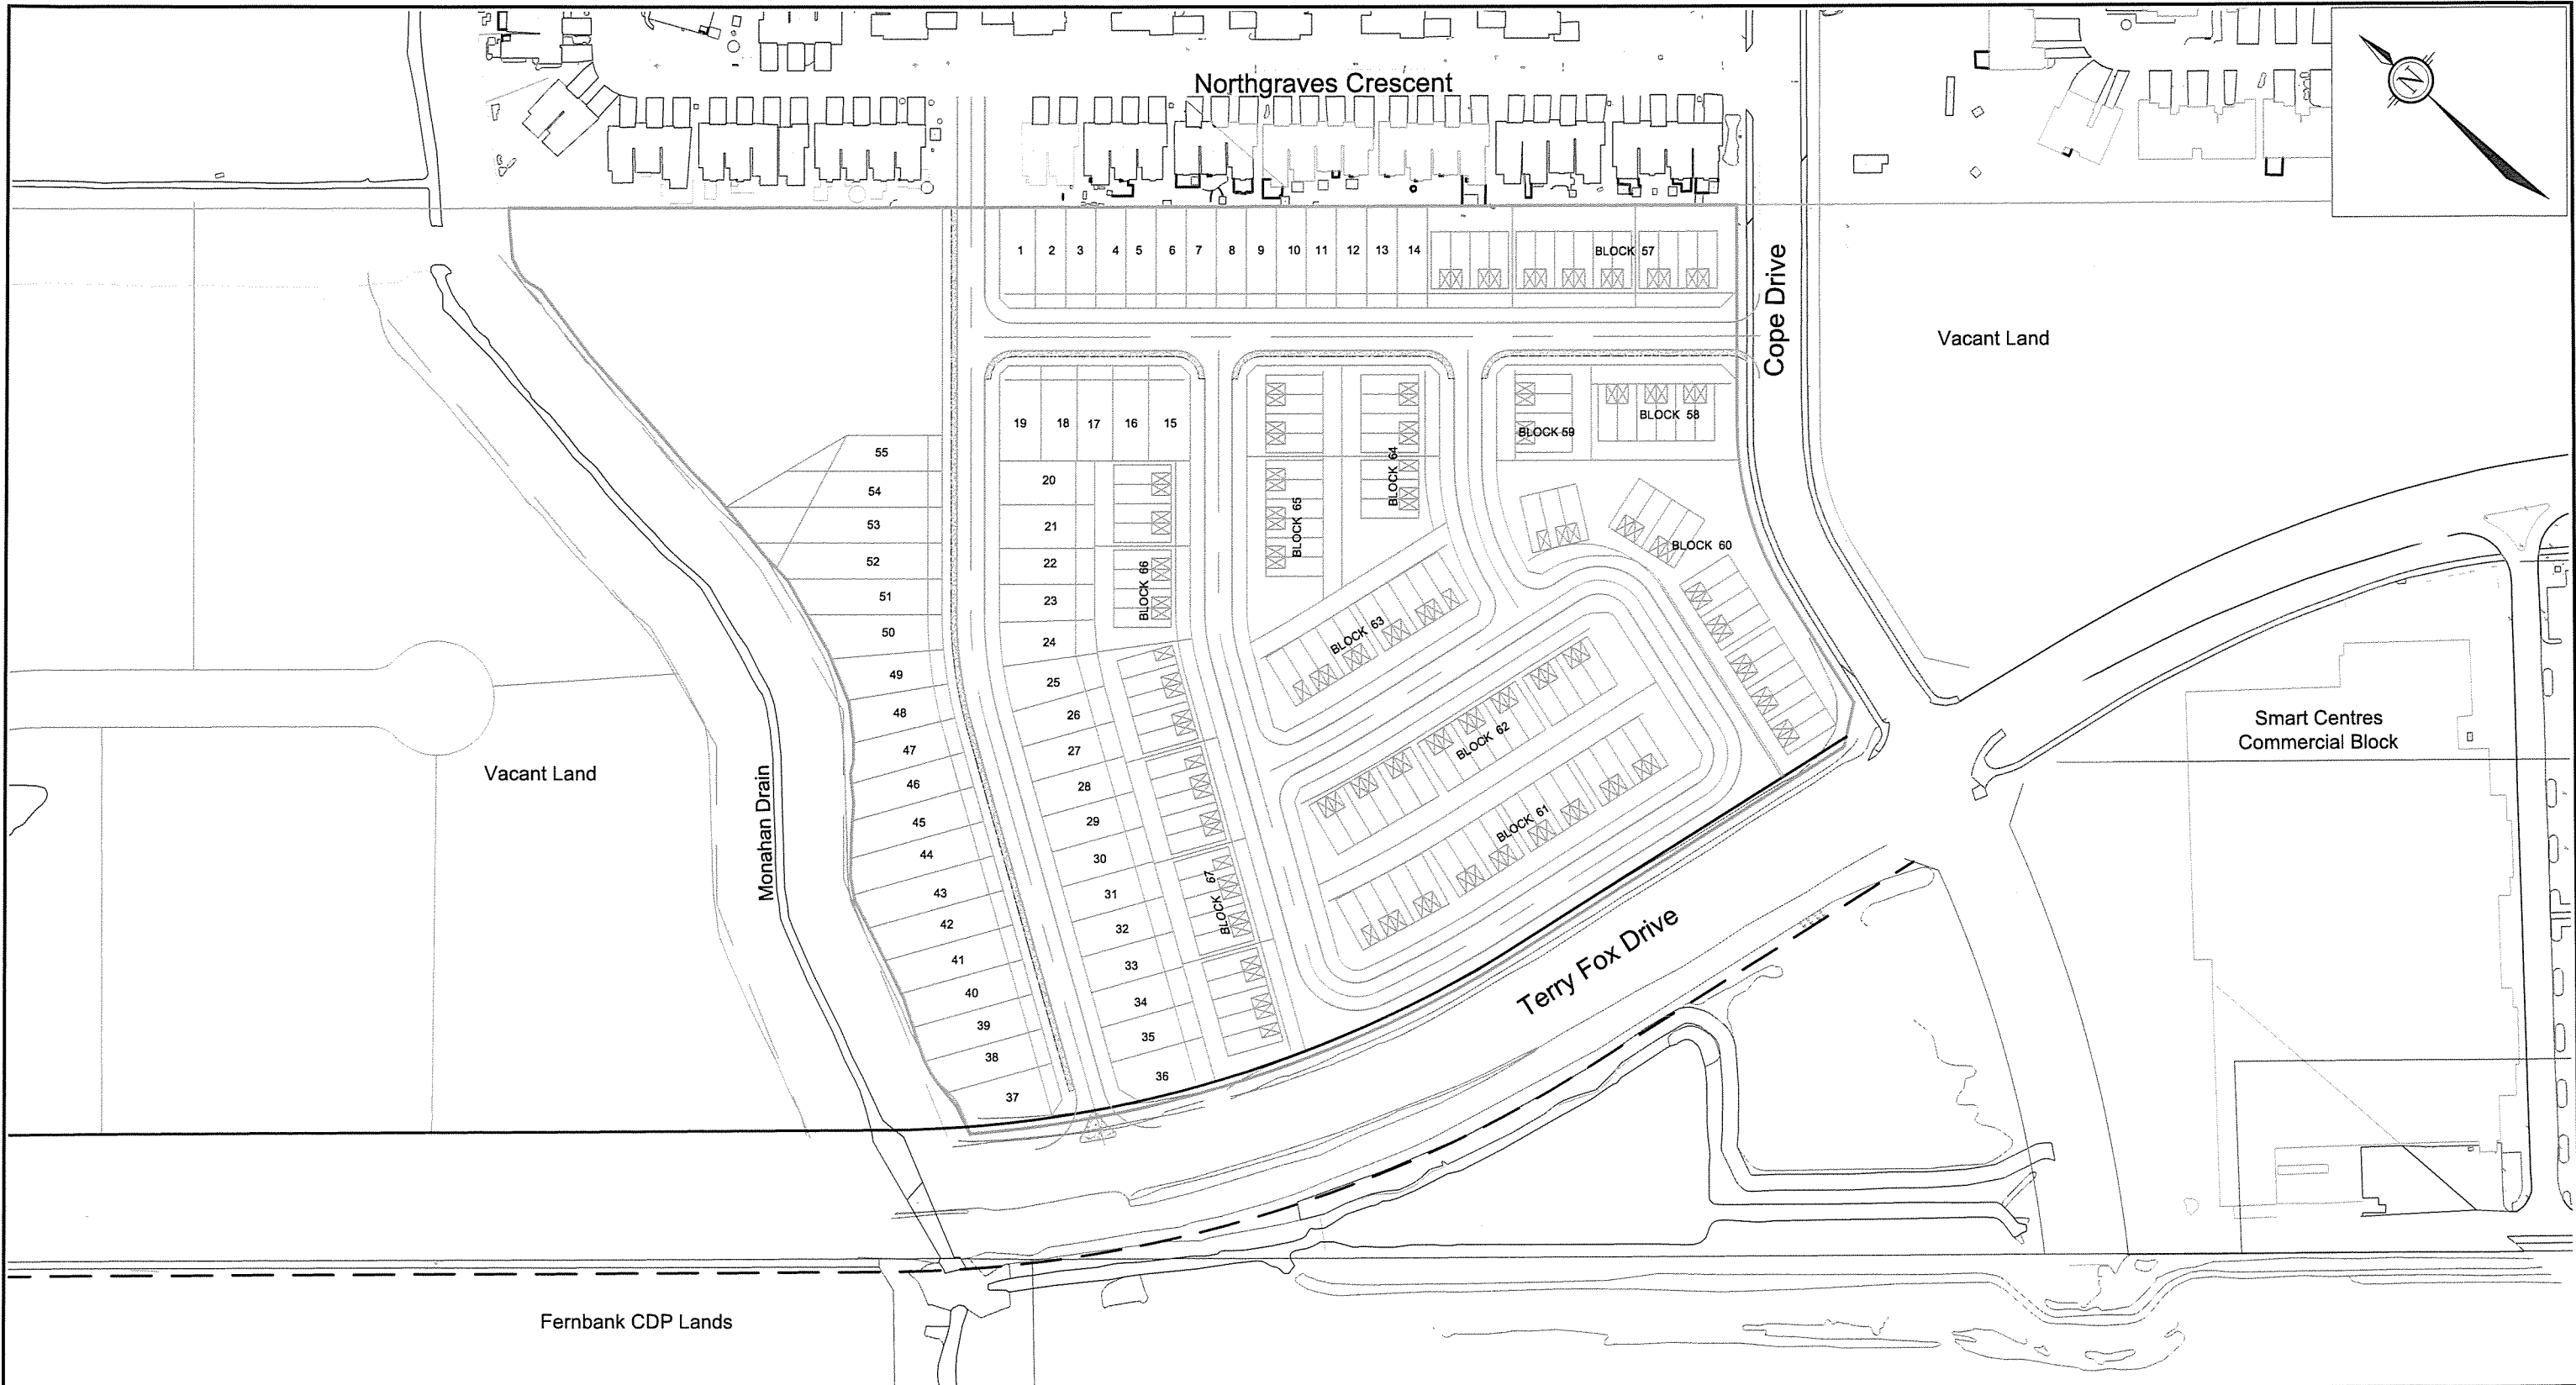 Northgraves Crescent
N
1 2 3 4 5 6 7 8 9 10 11 12 13 14 BLOCK 57
Cope Drive
Vacant Land
19 18 17 16 15
BLOCK 59
BLOCK 58
55
54
53
52
51
50
49
48
47
46
45
44
43
42
41
40
39
38
37
20
21
22
23
24
25
26
27
28
29
30
31
32
33
34
35
36
BLOCK 66
BLOCK 67
BLOCK 65
BLOCK 64
BLOCK 63
BLOCK 60
BLOCK 62
BLOCK 61
Vacant Land
Monahan Drain
Terry Fox Drive
Smart Centres
Commercial Block
Fernbank CDP Lands